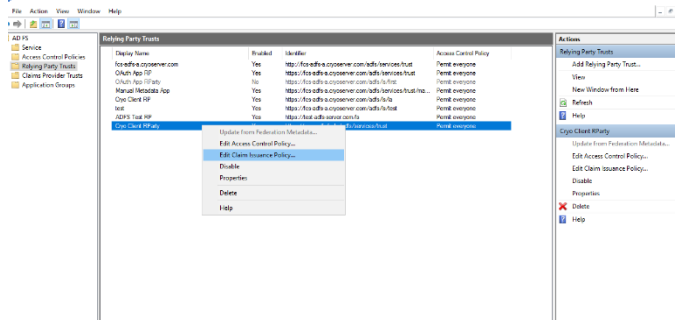 File Action View Window Help
AD FS
Service
Access Control Policies
Relying Party Trusts
Claims Provider Trusts
Application Groups
Relying Party Trusts
Display Name Enabled Identifier Access Control Policy
fcs-adfs-a.cryoserver.com Yes http://fcs-adfs-a.cryoserver.com/adfs/services/trust Permit everyone
OAuth App RP Yes https://fcs-adfs-a.cryoserver.com/adfs/services/trust Permit everyone
OAuth App RParty No https://fcs-adfs-a.cryoserver.com/adfs/ls/first Permit everyone
Manual Metadata App Yes https://fcs-adfs-a.cryoserver.com/adfs/services/trust/ma... Permit everyone
Cryo Client RP Yes https://fcs-adfs-a.cryoserver.com/adfs/ls/la Permit everyone
test Yes https://fcs-adfs-a.cryoserver.com/adfs/ls/test Permit everyone
ADFS Test RP Yes https://test.adfs-server.com/ls Permit everyone
Cryo Client RParty adfs/services/trust Permit everyone
Update from Federation Metadata...
Edit Access Control Policy...
Edit Claim Issuance Policy...
Disable
Properties
Delete
Help
Actions
Relying Party Trusts
Add Relying Party Trust...
View
New Window from Here
Refresh
Help
Cryo Client RParty
Update from Federation Metadata...
Edit Access Control Policy...
Edit Claim Issuance Policy...
Disable
Properties
Delete
Help